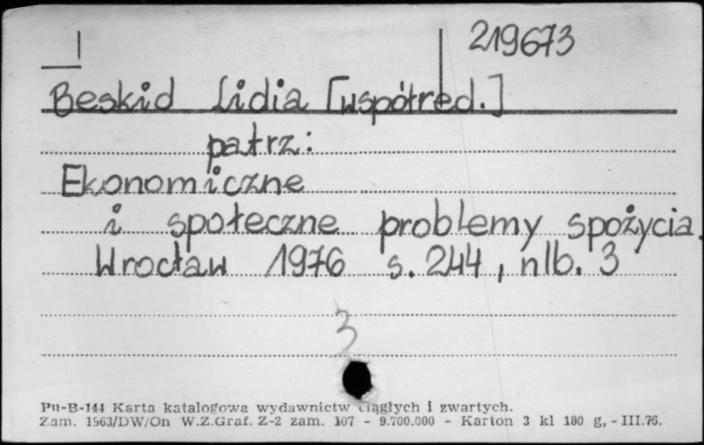 219673
Beskid Lidia [współred.]
patrz:
Ekonomiczne
i społeczne problemy spożycia.
Wrocław 1976 s. 244, nlb. 3
3
Pu-B-144 Karta katalogowa wydawnictw ciągłych i zwartych.
Zam. 1563/DW/On W.Z.Graf. Z-2 zam. 107 - 9.700.000 - Karton 3 kl 180 g, - III.76.